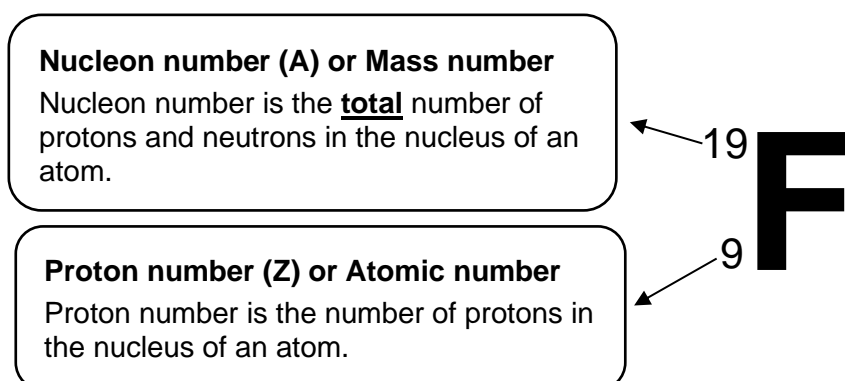 Nucleon number (A) or Mass number
Nucleon number is the total number of
protons and neutrons in the nucleus of an
atom.
19
F
9
Proton number (Z) or Atomic number
Proton number is the number of protons in
the nucleus of an atom.